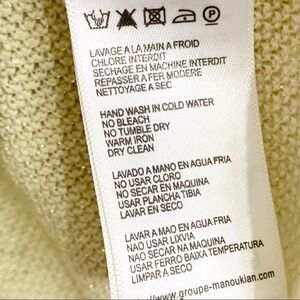 P
LAVAGE A LA MAIN A FROID
CHLORE INTERDIT
SECHAGE EN MACHINE INTERDIT
REPASSER A FER MODERE
NETTOYAGE A SEC
HAND WASH IN COLD WATER
NO BLEACH
NO TUMBLE DRY
WARM IRON
DRY CLEAN
LAVADO A MANO EN AGUA FRIA
NO USAR CLORO
NO SECAR EN MAQUINA
USAR PLANCHA TIBIA
LAVAR EN SECO
LAVAR A MAO EN AGUA FRIA
NAO USAR LIXVIA
NAO SECAR NA MAQUINA
USAR FERRO BAIXA TEMPERATURA
LIMPAR A SECO
www.groupe-manoukian.com